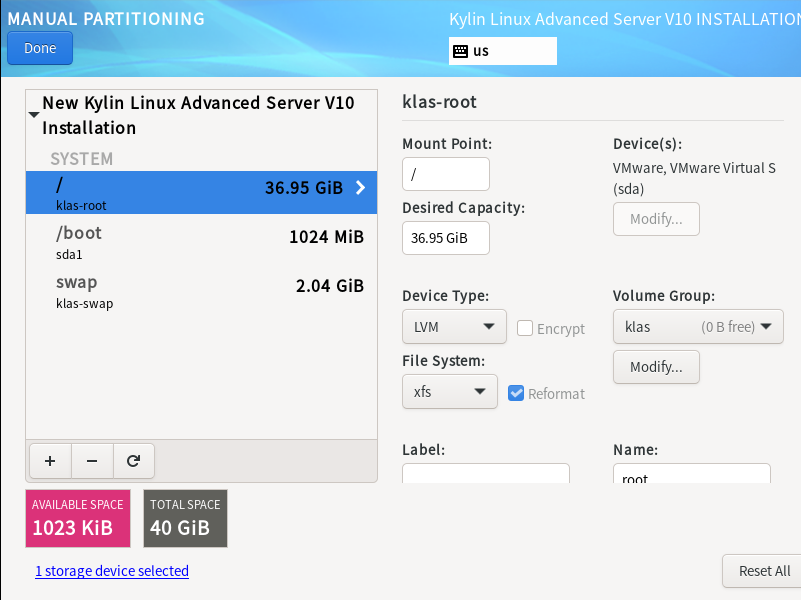 MANUAL PARTITIONING
Kylin Linux Advanced Server V10 INSTALLATION
Done
us
New Kylin Linux Advanced Server V10
Installation
SYSTEM
/
36.95 GiB
klas-root
/boot
1024 MiB
sda1
swap
2.04 GiB
klas-swap
+ −
AVAILABLE SPACE
1023 KiB
TOTAL SPACE
40 GiB
1 storage device selected
klas-root
Mount Point:
/
Device(s):
VMware, VMware Virtual S
(sda)
Modify...
Desired Capacity:
36.95 GiB
Device Type:
LVM
Encrypt
Volume Group:
klas (0 B free)
Modify...
File System:
xfs
Reformat
Label:
Name:
root
Reset All